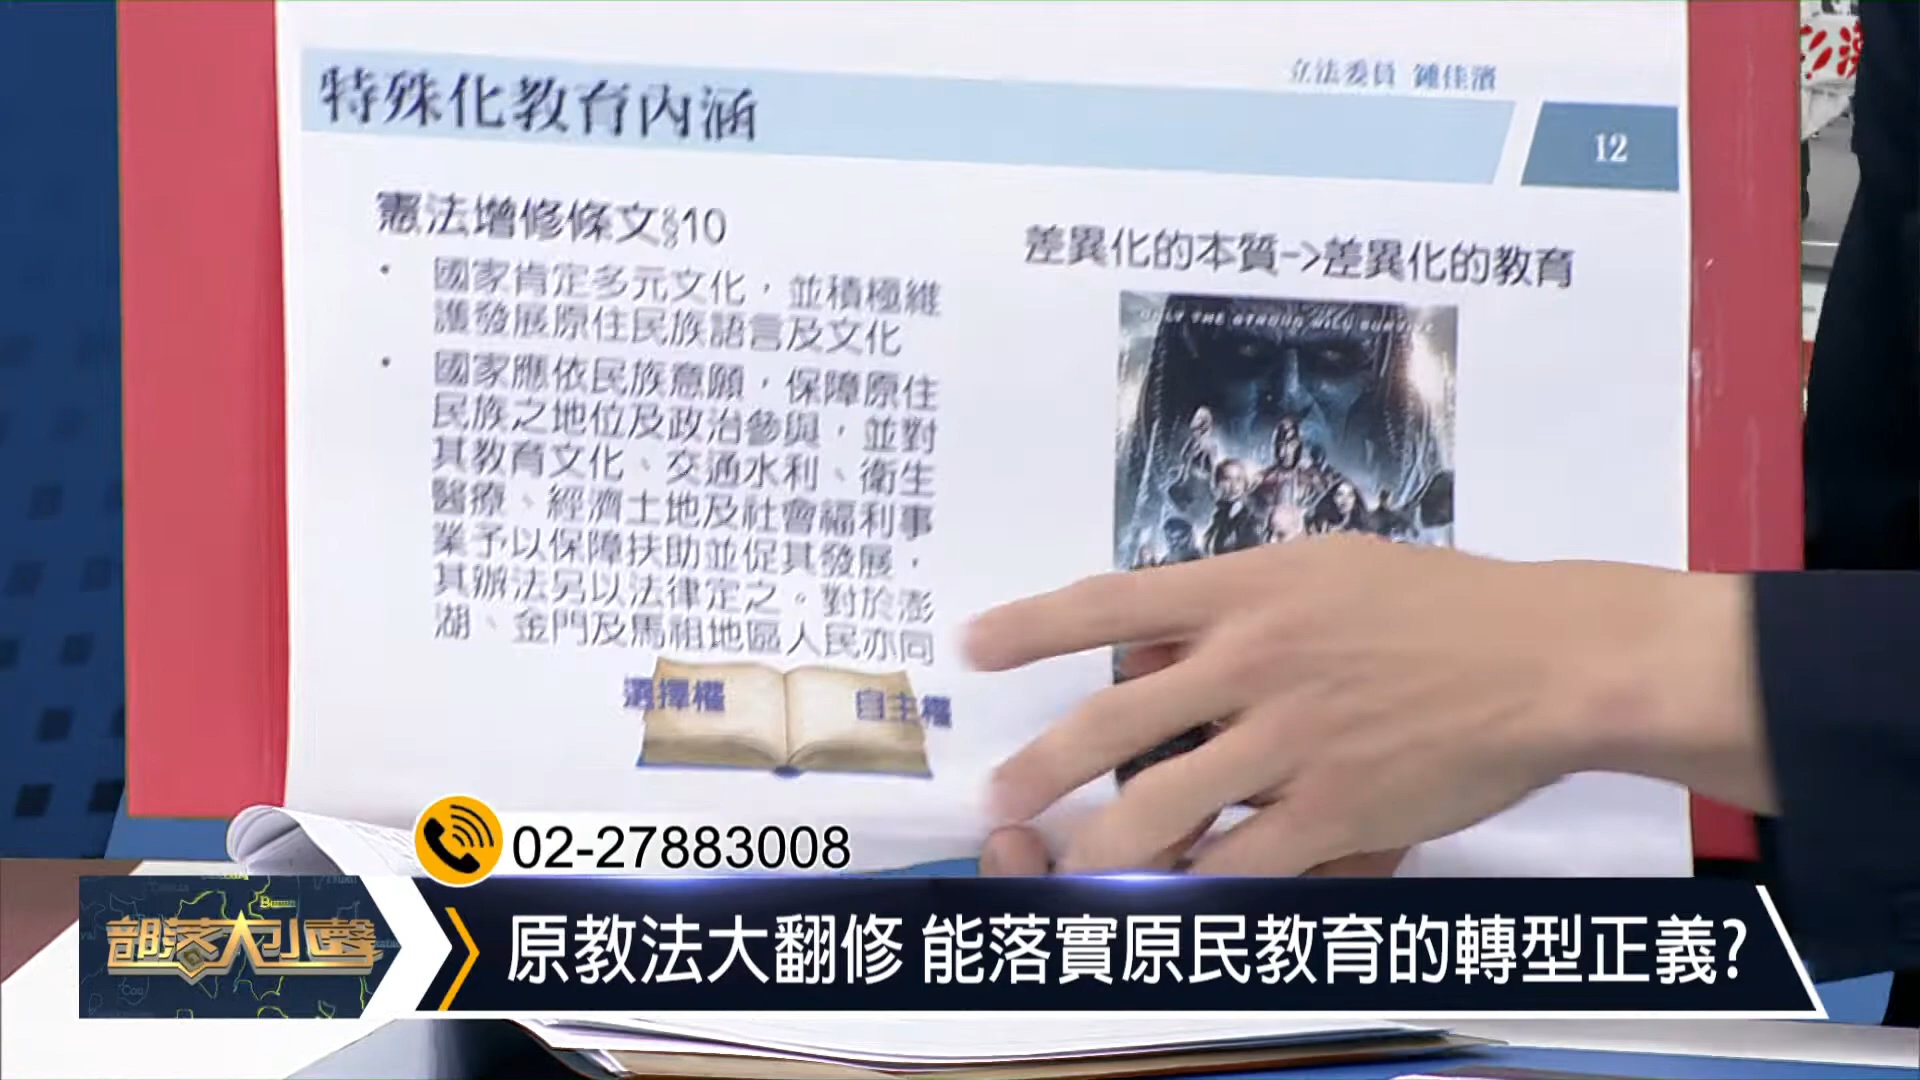 立法委員 鍾佳濱
特殊化教育內涵
12
憲法增修條文§10
差異化的本質->差異化的教育
• 國家肯定多元文化，並積極維
護發展原住民族語言及文化
• 國家應依民族意願，保障原住
民族之地位及政治參與，並對
其教育文化、交通水利、衛生
醫療、經濟土地及社會福利事
業予以保障扶助並促其發展，
其辦法另以法律定之。對於澎
湖、金門及馬祖地區人民亦同
ONLY THE STRONG WILL SURVIVE
選擇權
自主權
02-27883008
部落大小聲
原教法大翻修 能落實原民教育的轉型正義?